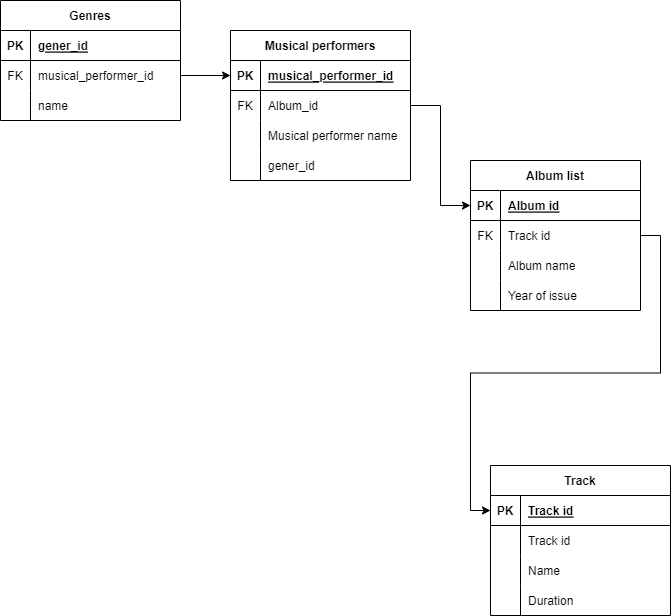 Genres
PK gener_id
FK musical_performer_id
name
Musical performers
PK musical_performer_id
FK Album_id
Musical performer name
gener_id
Album list
PK Album id
FK Track id
Album name
Year of issue
Track
PK Track id
Track id
Name
Duration